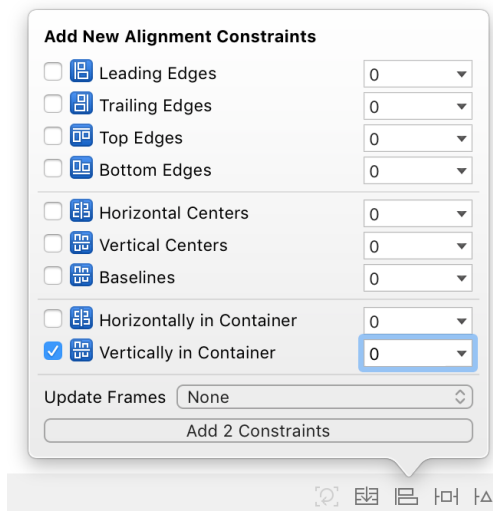 Add New Alignment Constraints
Leading Edges 0
Trailing Edges 0
Top Edges 0
Bottom Edges 0
Horizontal Centers 0
Vertical Centers 0
Baselines 0
Horizontally in Container 0
Vertically in Container 0
Update Frames None
Add 2 Constraints